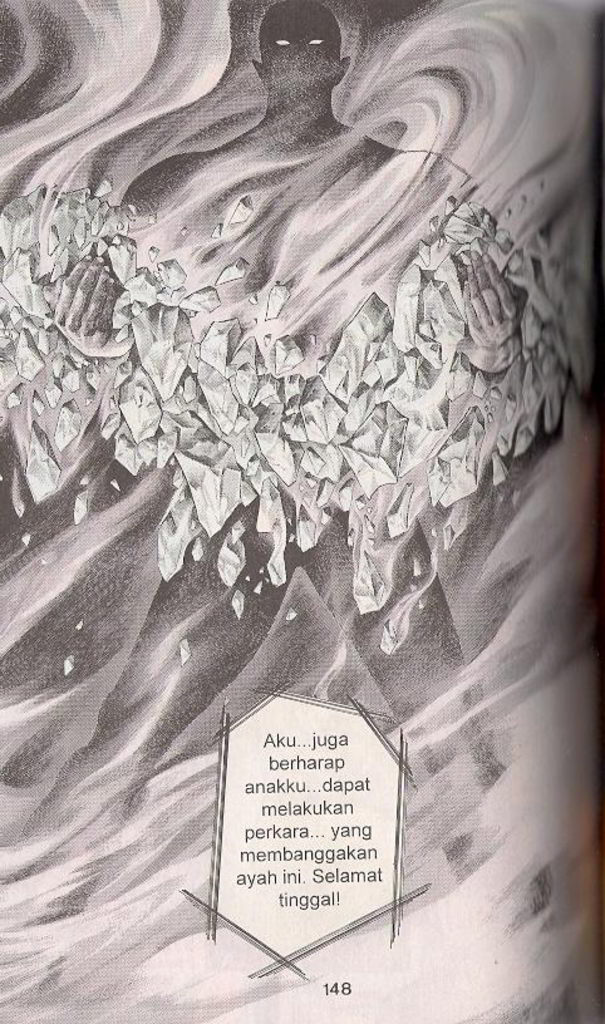 Aku...juga
berharap
anakku...dapat
melakukan
perkara... yang
membanggakan
ayah ini. Selamat
tinggal!
148